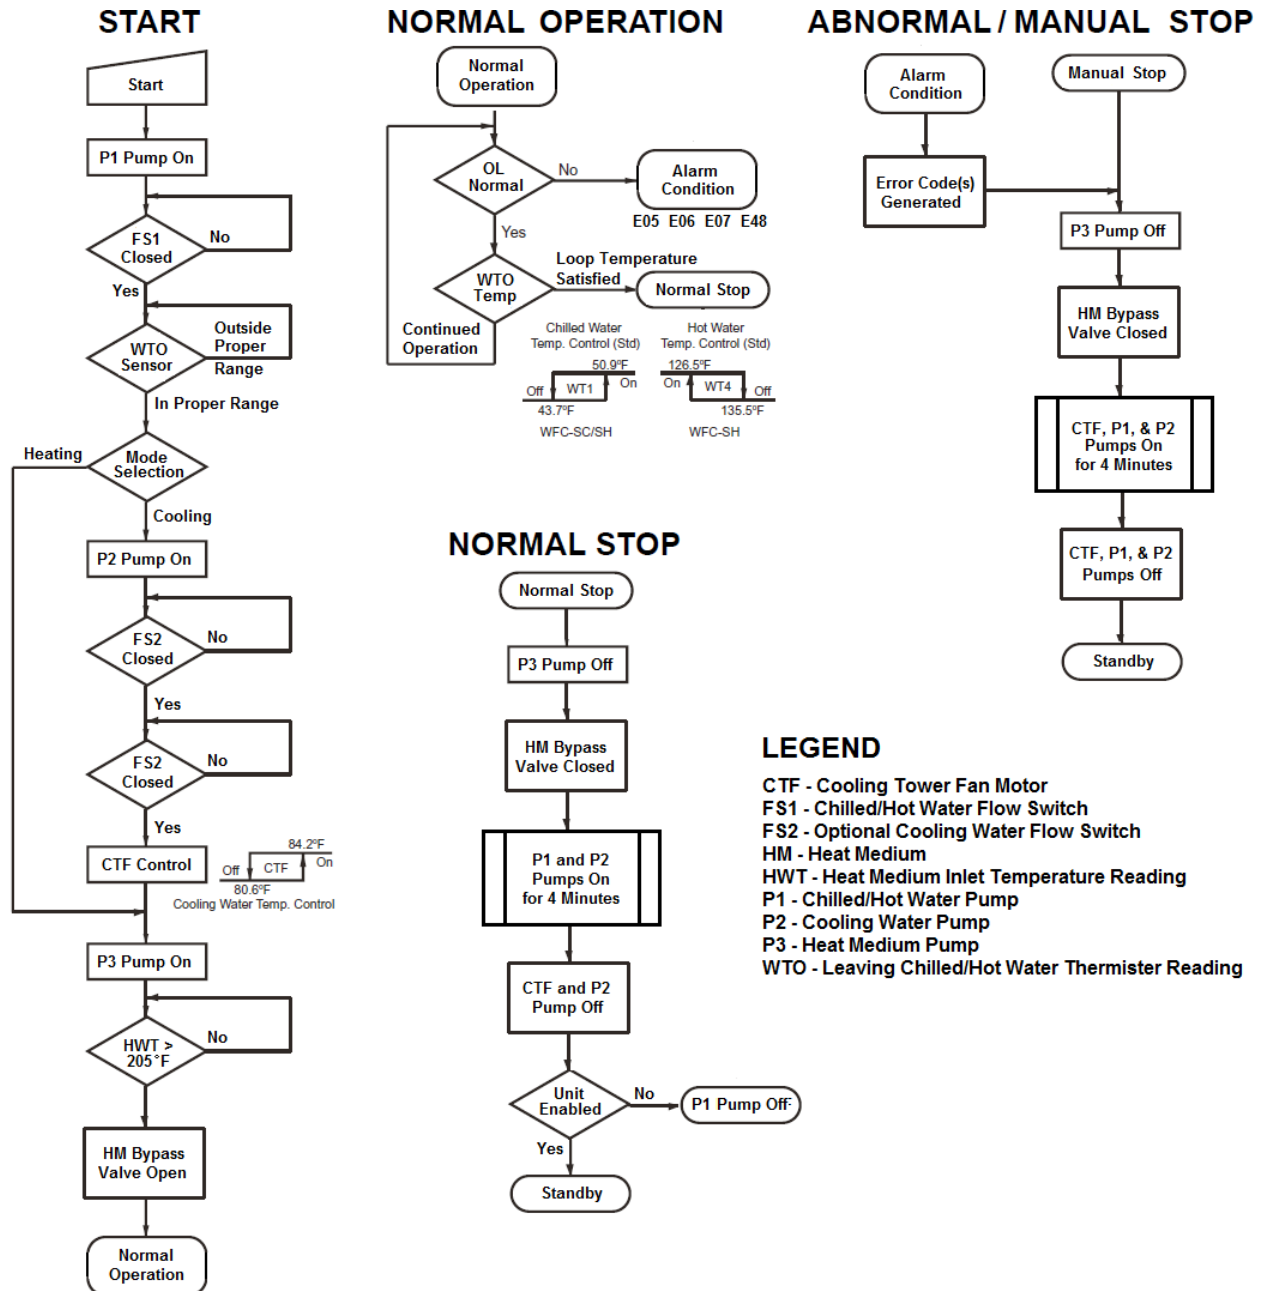 START
Start
P1 Pump On
FS1
Closed
No
Yes
WTO
Sensor
Outside
Proper
Range
In Proper Range
Heating
Mode
Selection
Cooling
P2 Pump On
FS2
Closed
No
Yes
FS2
Closed
No
Yes
CTF Control
84.2ºF
Off
CTF
On
80.6ºF
Cooling Water Temp. Control
P3 Pump On
HWT >
205°F
No
HM Bypass
Valve Open
Normal
Operation
NORMAL OPERATION
Normal
Operation
OL
Normal
No
Alarm
Condition
E05 E06 E07 E48
Yes
WTO
Temp
Loop Temperature
Satisfied
Normal Stop
Continued
Operation
Chilled Water
Temp. Control (Std)
50.9ºF
Off
WT1
On
43.7ºF
WFC-SC/SH
Hot Water
Temp. Control (Std)
126.5ºF
On
WT4
Off
135.5ºF
WFC-SH
NORMAL STOP
Normal Stop
P3 Pump Off
HM Bypass
Valve Closed
P1 and P2
Pumps On
for 4 Minutes
CTF and P2
Pump Off
Unit
Enabled
No
P1 Pump Off
Yes
Standby
ABNORMAL / MANUAL STOP
Alarm
Condition
Manual Stop
Error Code(s)
Generated
P3 Pump Off
HM Bypass
Valve Closed
CTF, P1, & P2
Pumps On
for 4 Minutes
CTF, P1, & P2
Pumps Off
Standby
LEGEND
CTF - Cooling Tower Fan Motor
FS1 - Chilled/Hot Water Flow Switch
FS2 - Optional Cooling Water Flow Switch
HM - Heat Medium
HWT - Heat Medium Inlet Temperature Reading
P1 - Chilled/Hot Water Pump
P2 - Cooling Water Pump
P3 - Heat Medium Pump
WTO - Leaving Chilled/Hot Water Thermister Reading